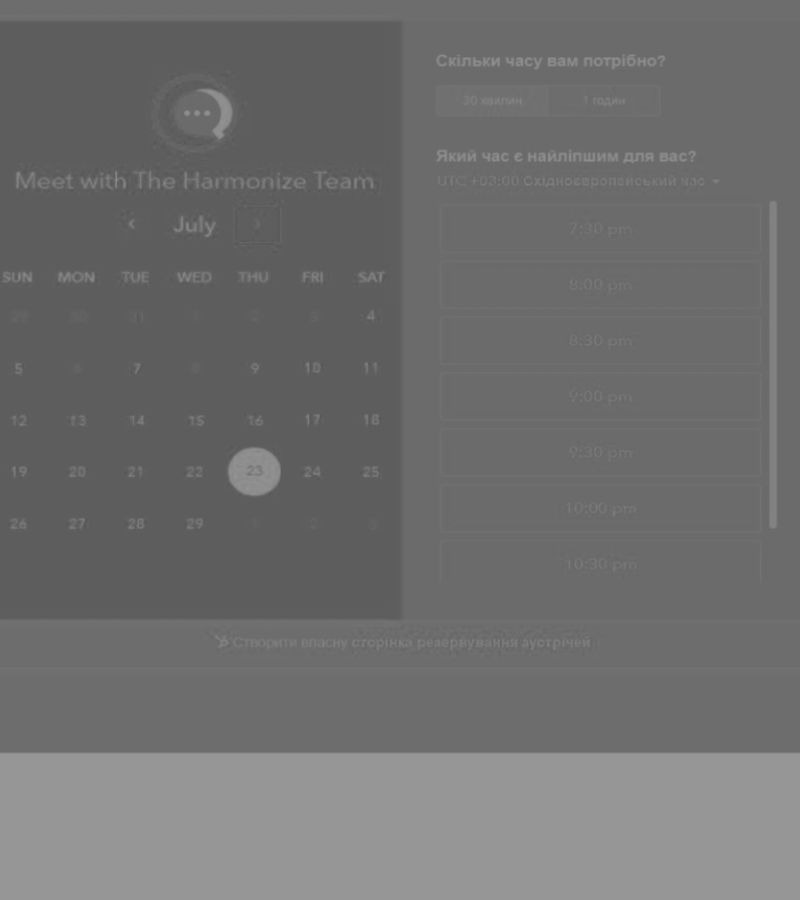 Meet with The Harmonize Team
July
SUN MON TUE WED THU FRI SAT
29 30 31 1 2 3 4
5 6 7 8 9 10 11
12 13 14 15 16 17 18
19 20 21 22 23 24 25
26 27 28 29 1 2 3
Скільки часу вам потрібно?
30 хвилин 1 годин
Який час є найліпшим для вас?
UTC +03:00 Східноєвропейський час
7:30 pm
8:00 pm
8:30 pm
9:00 pm
9:30 pm
10:00 pm
10:30 pm
Створити власну сторінка резервування зустрічей